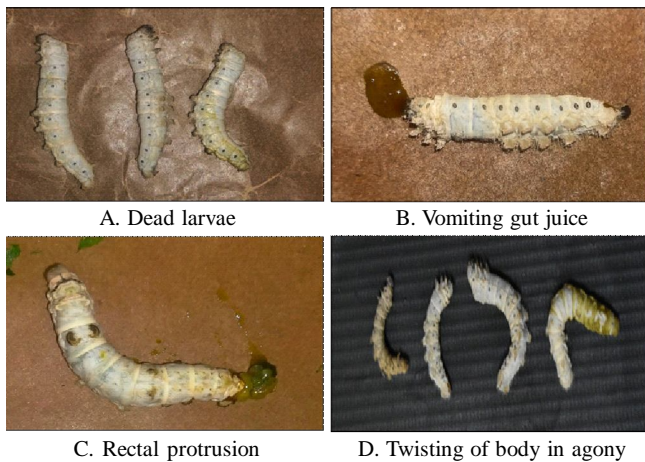 A. Dead larvae
B. Vomiting gut juice
C. Rectal protrusion
D. Twisting of body in agony